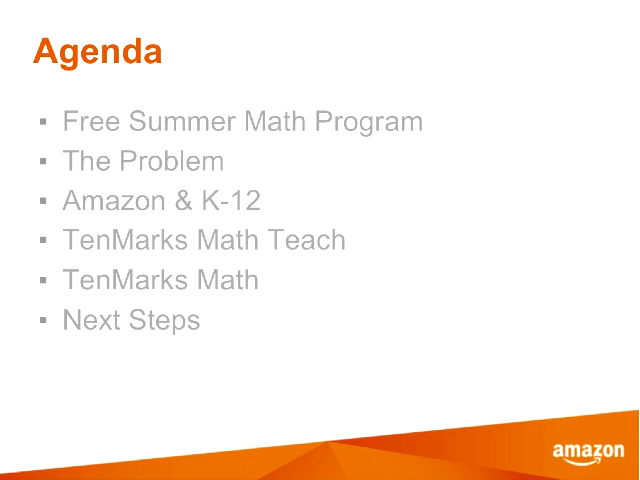 Agenda
▪ Free Summer Math Program
▪ The Problem
▪ Amazon & K-12
▪ TenMarks Math Teach
▪ TenMarks Math
▪ Next Steps
amazon